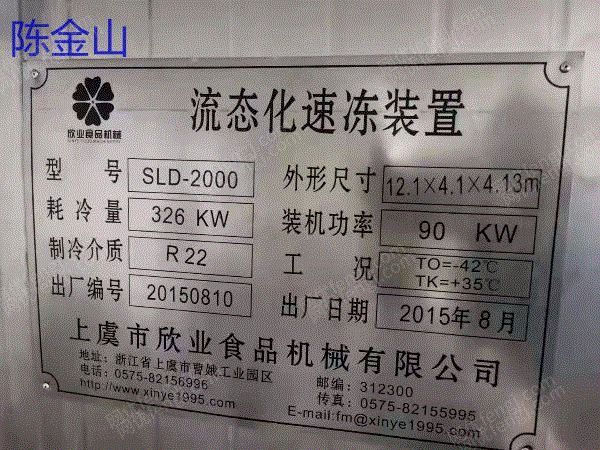 陈金山
欣业食品机械
流态化速冻装置
型 号 SLD-2000 外形尺寸 12.1×4.1×4.13m
耗冷量 326 KW 装机功率 90 KW
制冷介质 R22 工 况 TO=-42℃
TK=+35℃
出厂编号 20150810 出厂日期 2015年8月
上虞市欣业食品机械有限公司
地址: 浙江省上虞市曹娥工业园区 邮编: 312300
电话: 0575-82156996 传真: 0575-82155995
http://www.xinye1995.com E-mail:fm@xinye1995.com